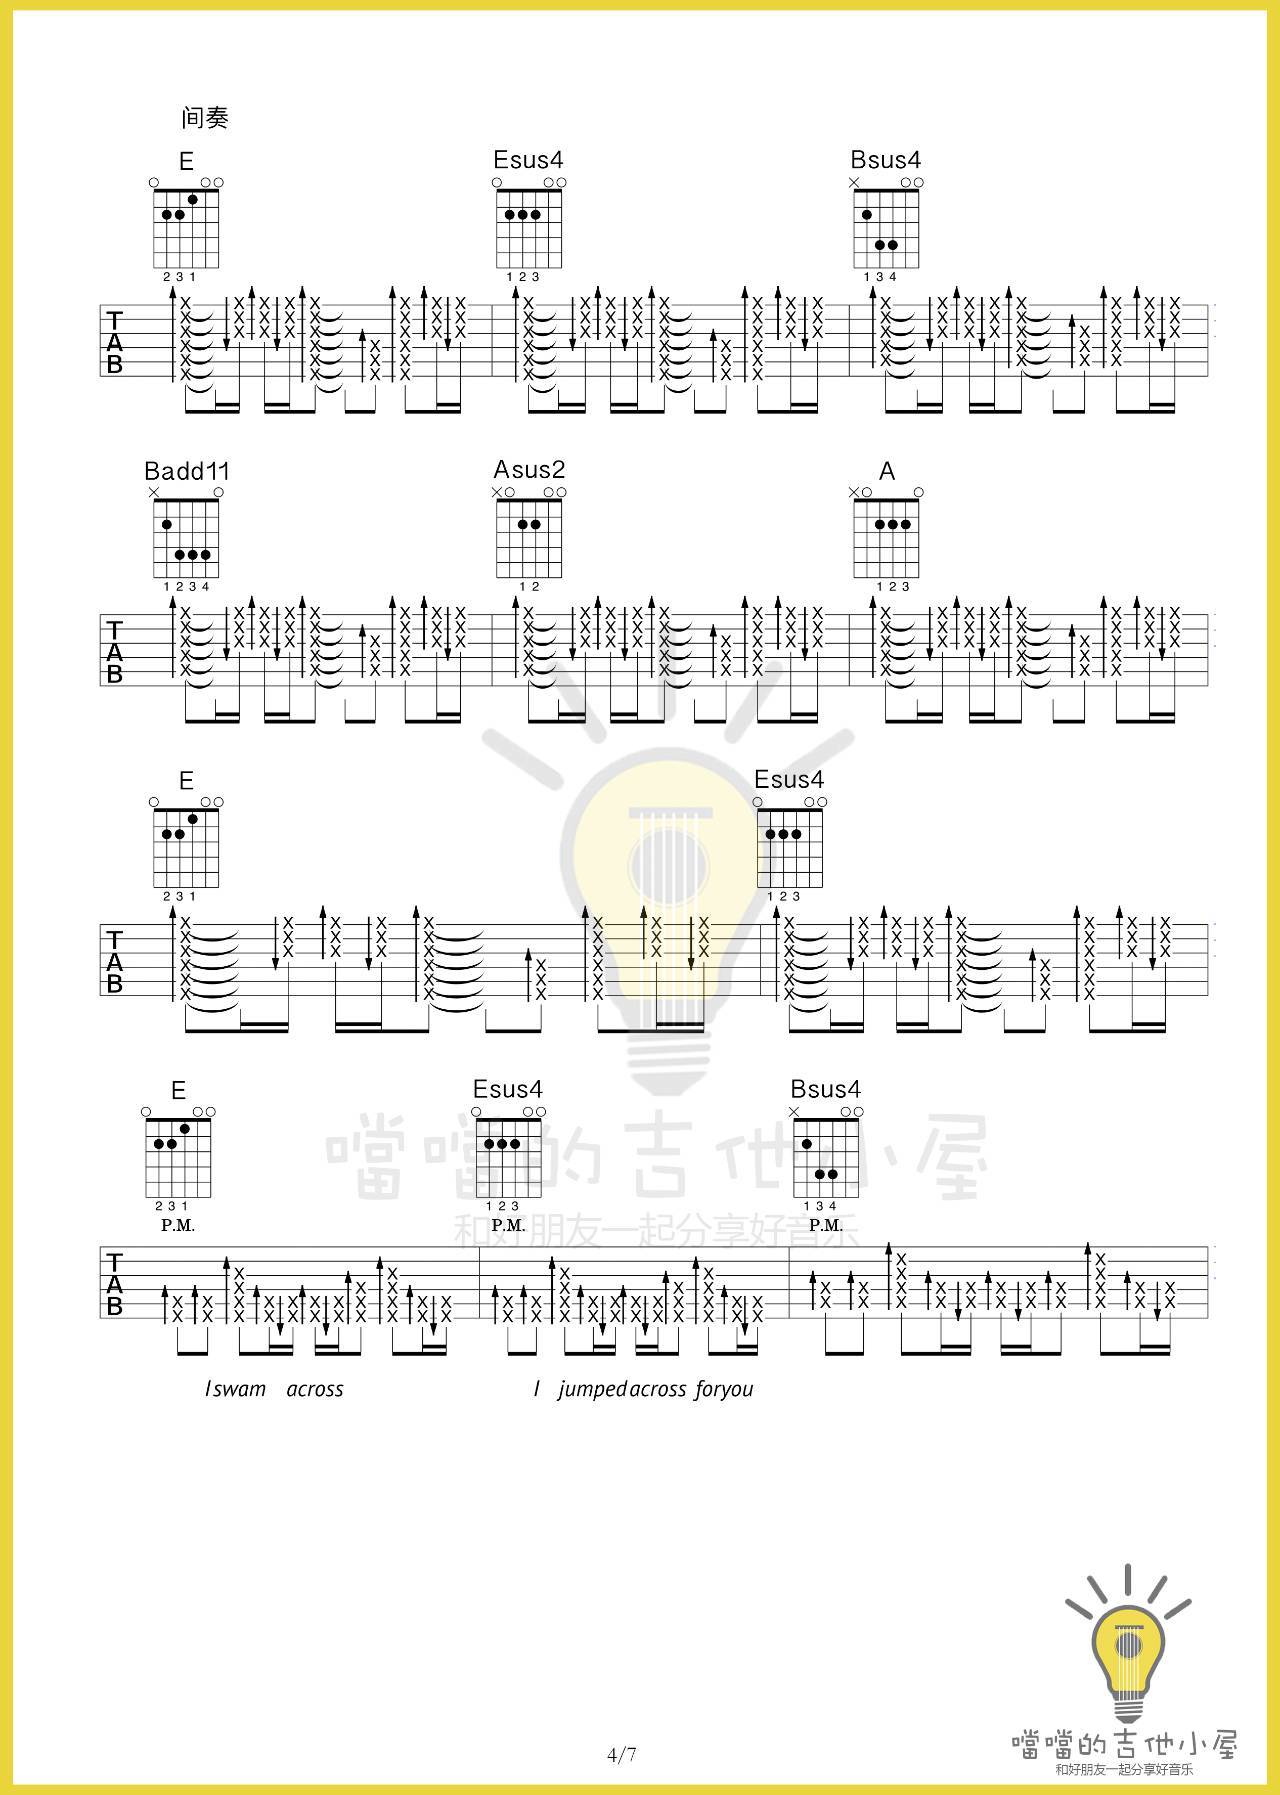 间奏
E Esus4 Bsus4
2 3 1 1 2 3 1 3 4
T
A
B
Badd11 Asus2 A
1 2 3 4 1 2 1 2 3
T
A
B
E Esus4
2 3 1 1 2 3
T
A
B
E Esus4 Bsus4
2 3 1 1 2 3 1 3 4
P.M. P.M. P.M.
T
A
B
I swam across I jumped across for you
噹噹的吉他小屋
和好朋友一起分享好音乐
4/7
噹噹的吉他小屋
和好朋友一起分享好音乐